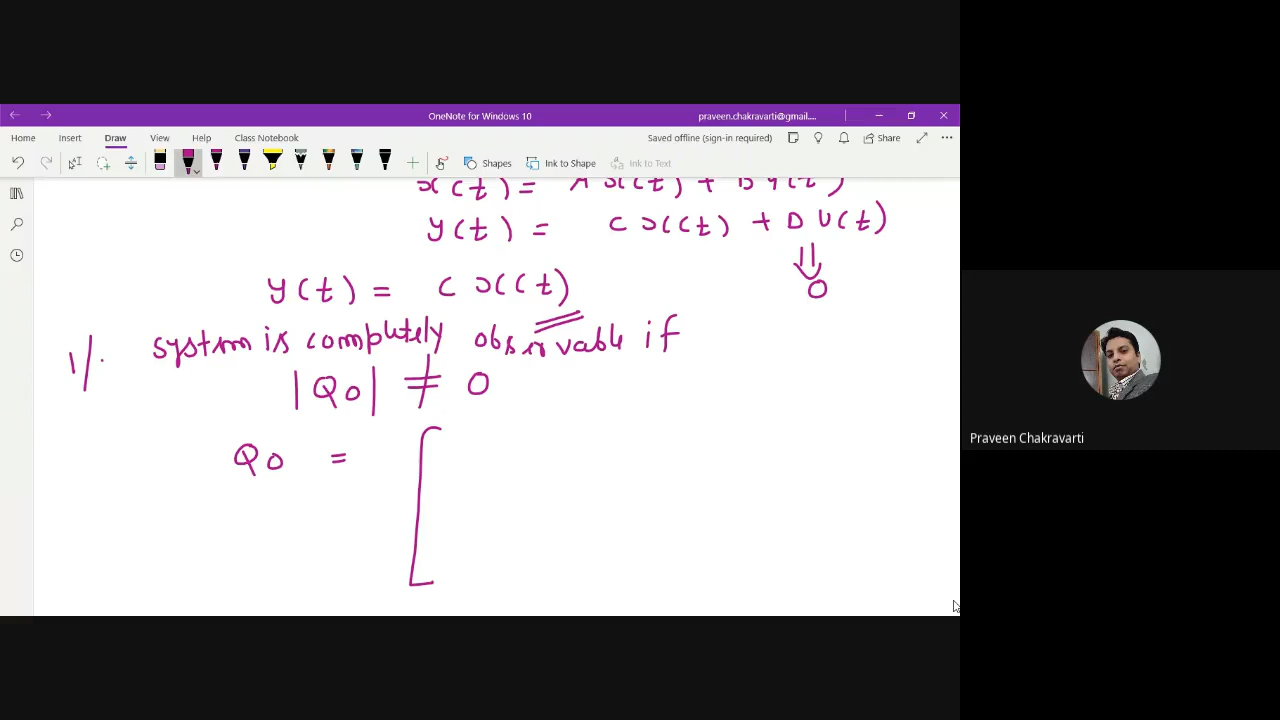 OneNote for Windows 10
praveen.chakravarti@gmail....
Home Insert Draw View Help Class Notebook
Saved offline (sign-in required)
Share
Shapes Ink to Shape Ink to Text
x(t) = A x(t) + B u(t)
y(t) = C x(t) + D U(t)
y(t) = C x(t)
0
1/. system is completely observable if
|Qo| ≠ 0
Qo = [
Praveen Chakravarti